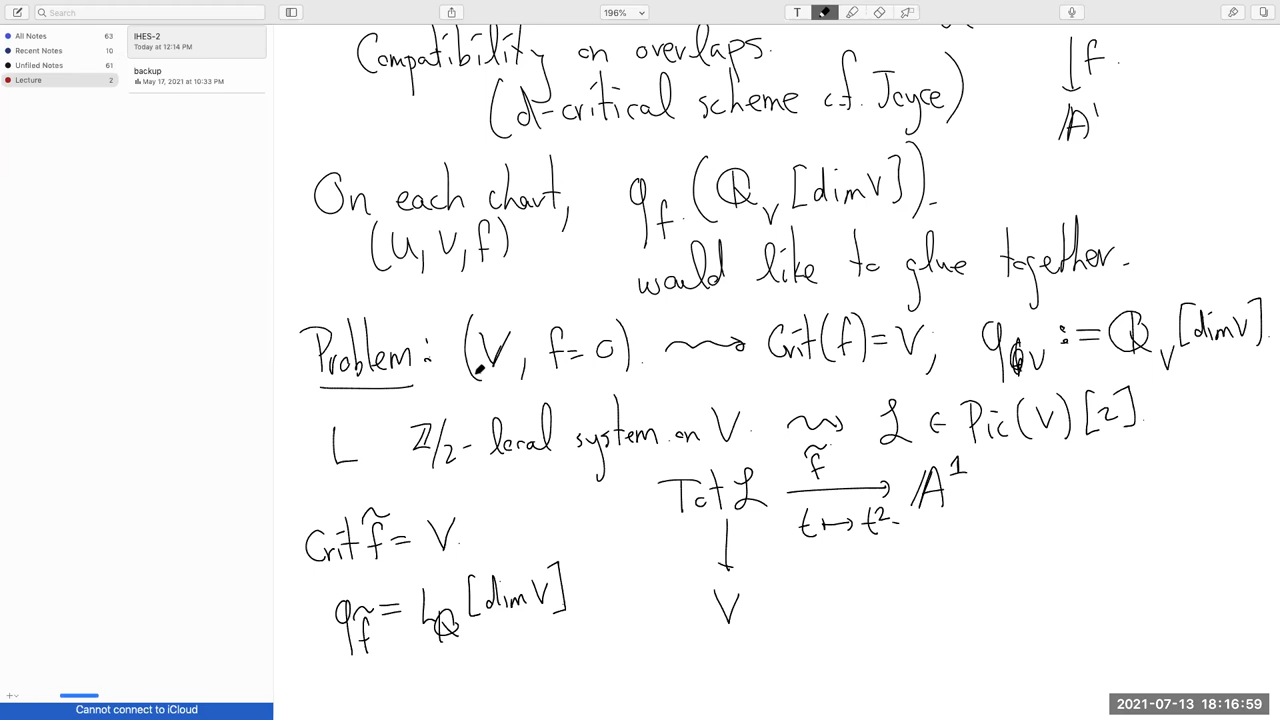 Search
196%
T
All Notes 63
Recent Notes 10
Unfiled Notes 61
Lecture 2
IHES-2
Today at 12:14 PM
backup
May 17, 2021 at 10:33 PM
Compatibility on overlaps.
(d-critical scheme cf. Joyce)
↓ f.
𝔸¹
On each chart, φ_f.(ℚ_V[dim V]).
(U, V, f)
would like to glue together.
Problem: (V, f=0) ⇝ Crit(f) = V, φ_{0,V} := ℚ_V[dim V].
L ℤ/2-local system on V. ⇝ ℒ ∈ Pic(V)[2].
Tot ℒ → 𝔸¹
f̃
t ↦ t².
Crit f̃ = V.
↓
φ_f̃ = L_ℚ[dim V]
V
Cannot connect to iCloud
2021-07-13 18:16:59